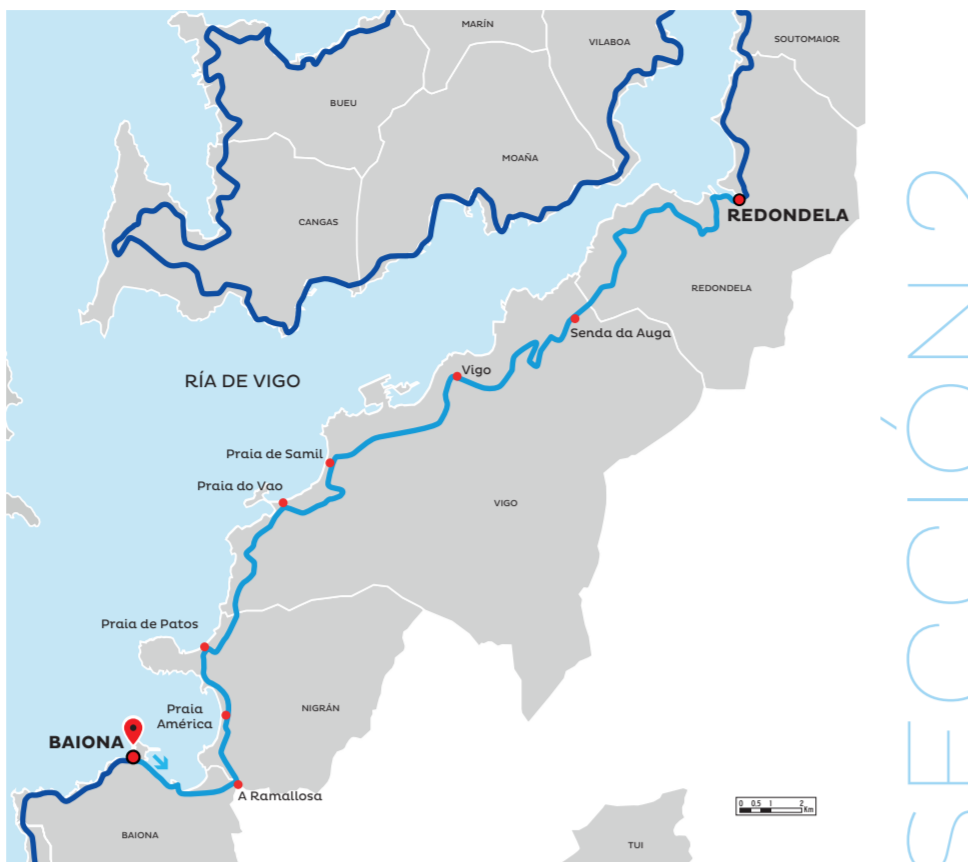 MARÍN
SOUTOMAIOR
VILABOA
BUEU
MOAÑA
CANGAS
REDONDELA
REDONDELA
Senda da Auga
RÍA DE VIGO
Vigo
Praia de Samil
Praia do Vao
VIGO
Praia de Patos
Praia
América
NIGRÁN
BAIONA
A Ramallosa
0 0.5 1 2
Km
BAIONA
TUI
SECCIÓN 2